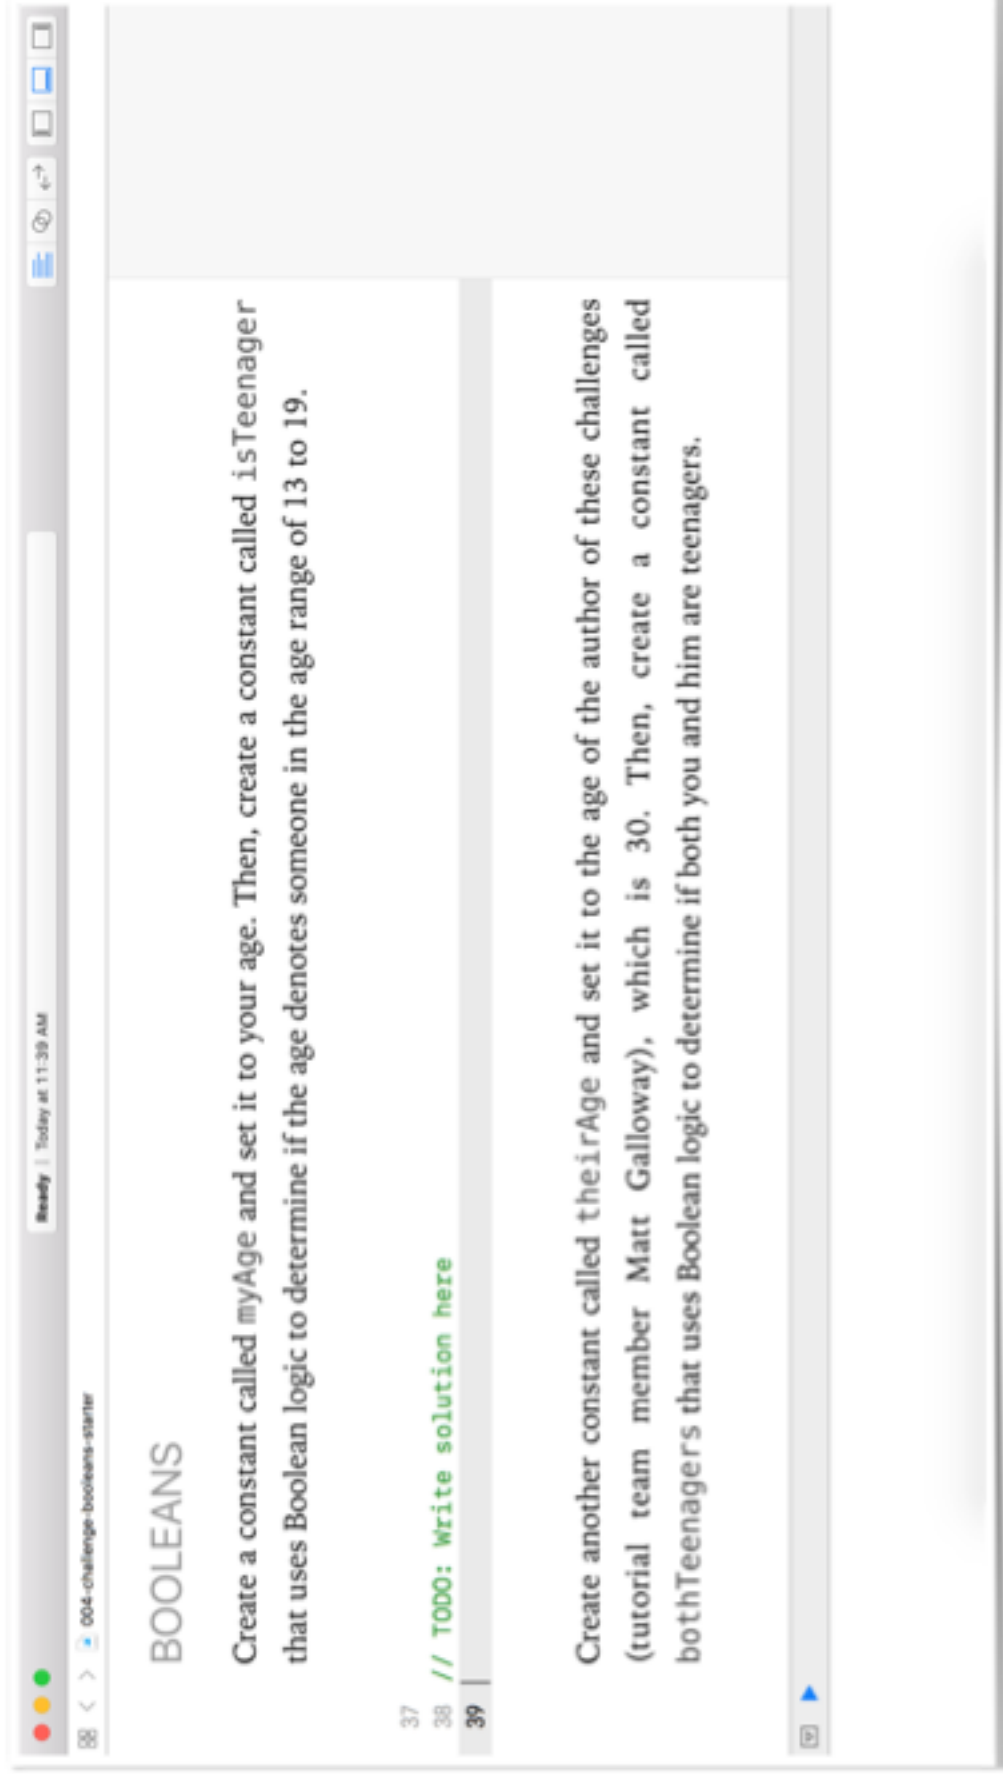 Ready | Today at 11:39 AM
004-challenge-booleans-starter
BOOLEANS
Create a constant called myAge and set it to your age. Then, create a constant called isTeenager
that uses Boolean logic to determine if the age denotes someone in the age range of 13 to 19.
37
38 // TODO: Write solution here
39
Create another constant called theirAge and set it to the age of the author of these challenges
(tutorial team member Matt Galloway), which is 30. Then, create a constant called
bothTeenagers that uses Boolean logic to determine if both you and him are teenagers.